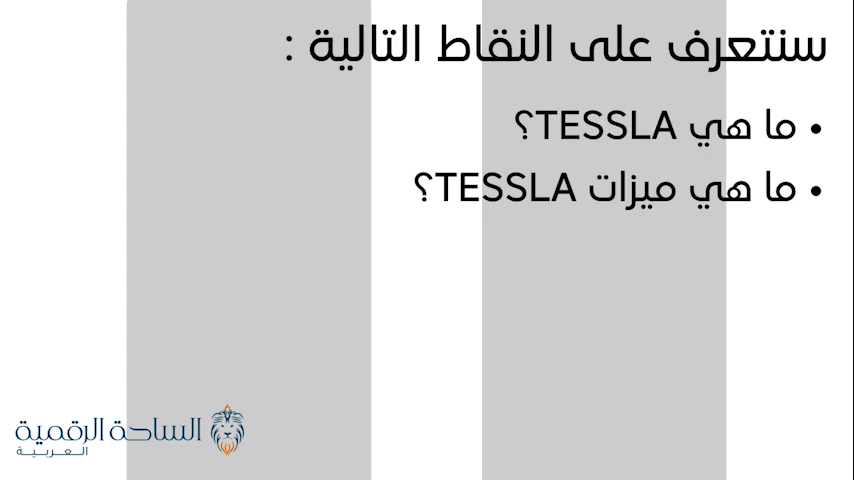 سنتعرف على النقاط التالية :
• ما هي TESSLA؟
• ما هي ميزات TESSLA؟
الساحة الرقمية
العربية